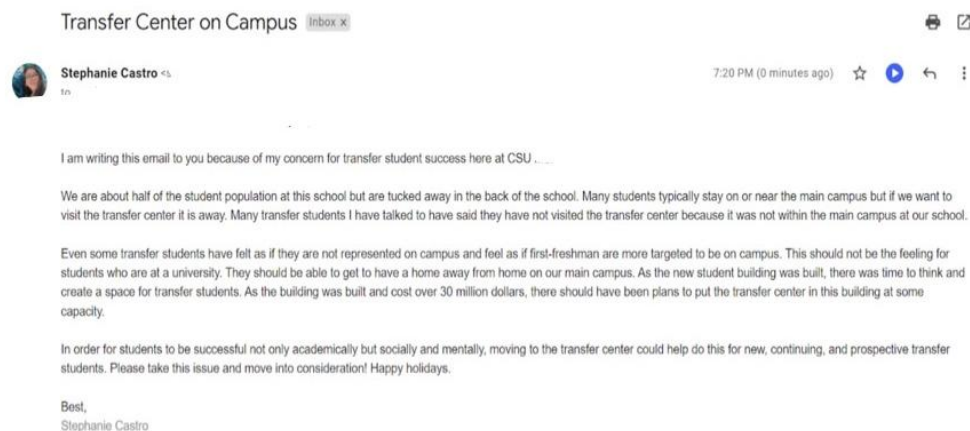 Transfer Center on Campus Inbox x
Stephanie Castro
7:20 PM (0 minutes ago)
to
I am writing this email to you because of my concern for transfer student success here at CSU .
We are about half of the student population at this school but are tucked away in the back of the school. Many students typically stay on or near the main campus but if we want to
visit the transfer center it is away. Many transfer students I have talked to have said they have not visited the transfer center because it was not within the main campus at our school.
Even some transfer students have felt as if they are not represented on campus and feel as if first-freshman are more targeted to be on campus. This should not be the feeling for
students who are at a university. They should be able to get to have a home away from home on our main campus. As the new student building was built, there was time to think and
create a space for transfer students. As the building was built and cost over 30 million dollars, there should have been plans to put the transfer center in this building at some
capacity.
In order for students to be successful not only academically but socially and mentally, moving to the transfer center could help do this for new, continuing, and prospective transfer
students. Please take this issue and move into consideration! Happy holidays.
Best,
Stephanie Castro